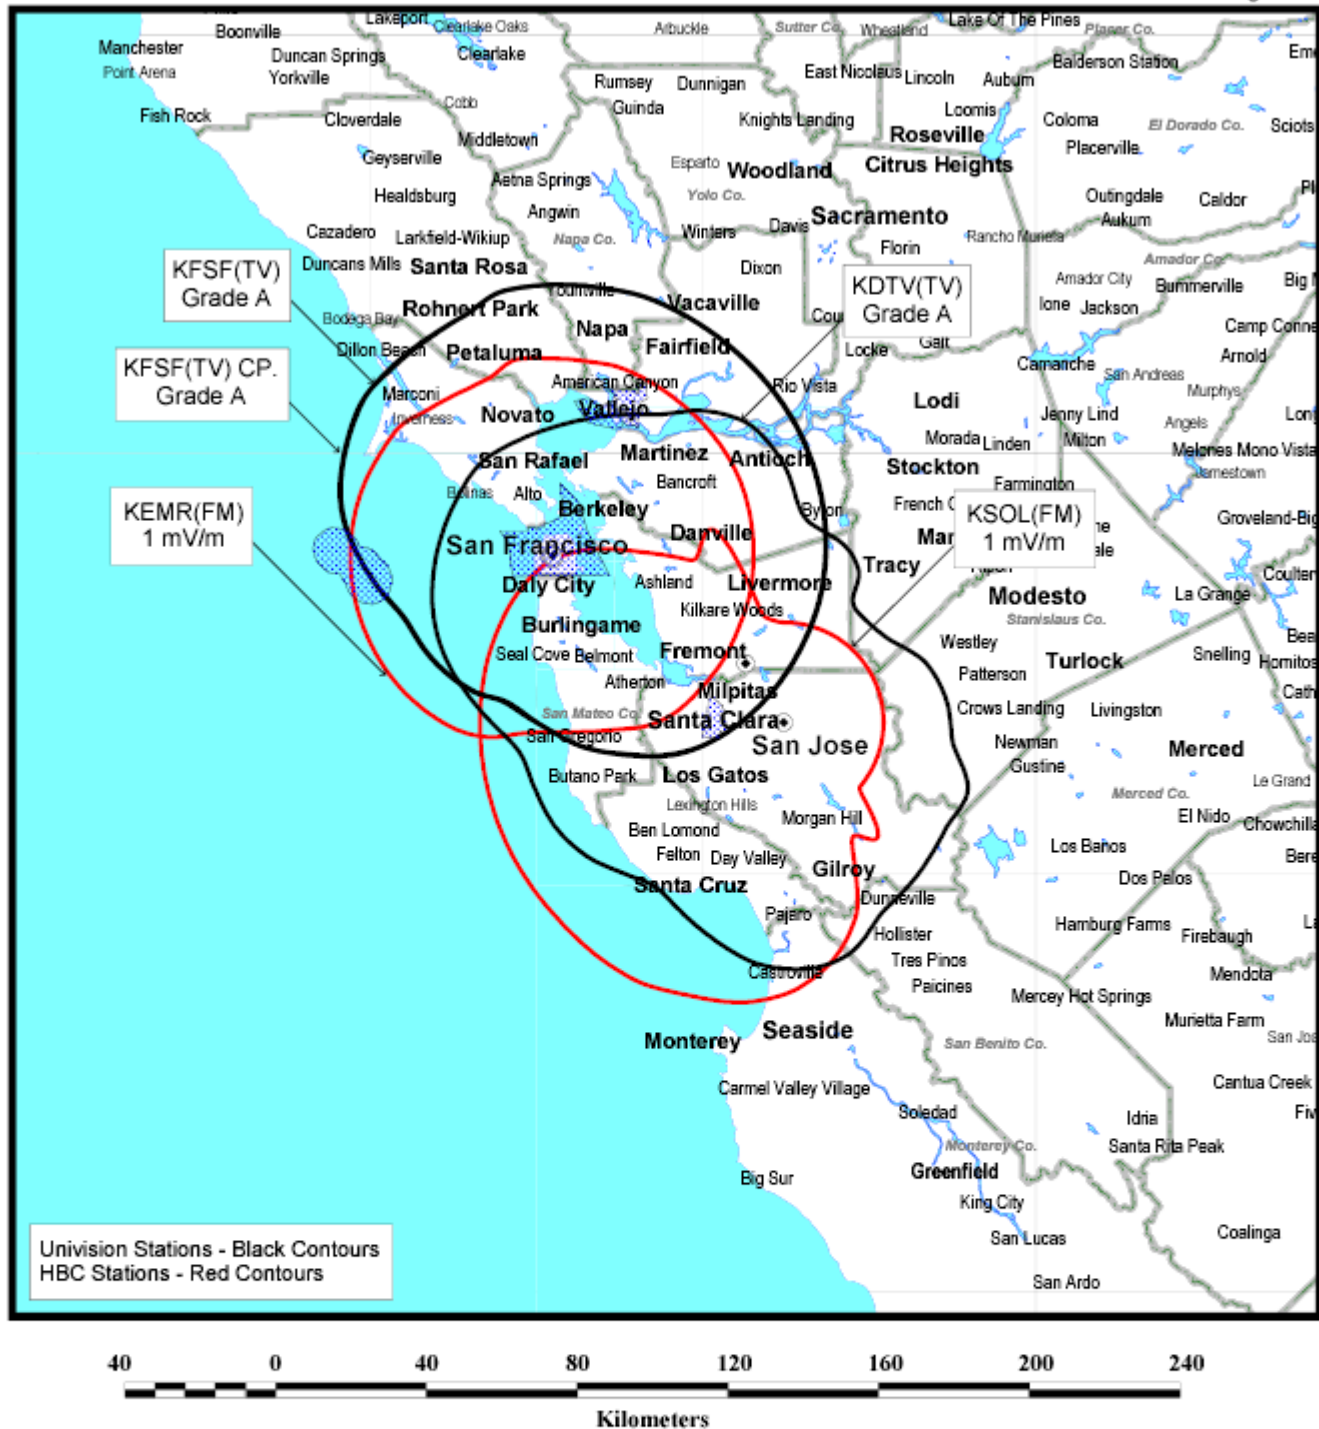 Lakeport
Clearlake Oaks
Arbuckle
Sutter Co.
Wheatland
Lake Of The Pines
Placer Co.
Boonville
Manchester
Duncan Springs
Clearlake
Balderson Station
Point Arena
Yorkville
Rumsey
Dunnigan
East Nicolaus
Lincoln
Auburn
Cobb
Guinda
Loomis
Fish Rock
Cloverdale
Knights Landing
Coloma
El Dorado Co.
Middletown
Roseville
Placerville
Geyserville
Esparto
Woodland
Citrus Heights
Aetna Springs
Healdsburg
Yolo Co.
Outingdale
Caldor
Angwin
Sacramento
Aukum
Cazadero
Larkfield-Wikiup
Napa Co.
Winters
Davis
Florin
Rancho Murieta
Duncans Mills
Santa Rosa
Dixon
Amador Co.
KFSF(TV)
Grade A
KDTV(TV)
Grade A
Amador City
Bummerville
Yountville
Rohnert Park
Vacaville
Ione
Jackson
Bodega Bay
Napa
Camp Conne
Dillon Beach
Petaluma
Fairfield
Locke
Galt
Arnold
KFSF(TV) CP.
Grade A
Camanche
San Andreas
Marconi
American Canyon
Rio Vista
Murphys
Inverness
Novato
Vallejo
Lodi
Jenny Lind
Angels
Morada
Linden
Milton
Melones
Mono Vista
San Rafael
Martinez
Antioch
Stockton
Jamestown
Bolinas
Alto
Bancroft
Farmington
KEMR(FM)
1 mV/m
Berkeley
Byron
French C
KSOL(FM)
1 mV/m
Groveland-Big
San Francisco
Danville
Tracy
Daly City
Ashland
Livermore
Coulter
Kilkare Woods
Modesto
La Grange
Burlingame
Stanislaus Co.
Seal Cove
Belmont
Fremont
Westley
Turlock
Snelling
Hornitos
Atherton
Milpitas
Patterson
San Mateo Co.
Santa Clara
Crows Landing
Livingston
San Gregorio
San Jose
Newman
Merced
Butano Park
Los Gatos
Gustine
Le Grand
Lexington Hills
Merced Co.
Morgan Hill
El Nido
Chowchilla
Ben Lomond
Felton
Day Valley
Los Banos
Gilroy
Dos Palos
Santa Cruz
Dunneville
Pajaro
Hamburg Farms
Firebaugh
Hollister
Castroville
Tres Pinos
Mendota
Paicines
Mercey Hot Springs
Murietta Farm
Monterey
Seaside
San Benito Co.
San Jos
Carmel Valley Village
Cantua Creek
Soledad
Idria
Monterey Co.
Santa Rita Peak
Big Sur
Greenfield
King City
San Lucas
Coalinga
Univision Stations - Black Contours
HBC Stations - Red Contours
San Ardo
40 0 40 80 120 160 200 240
Kilometers